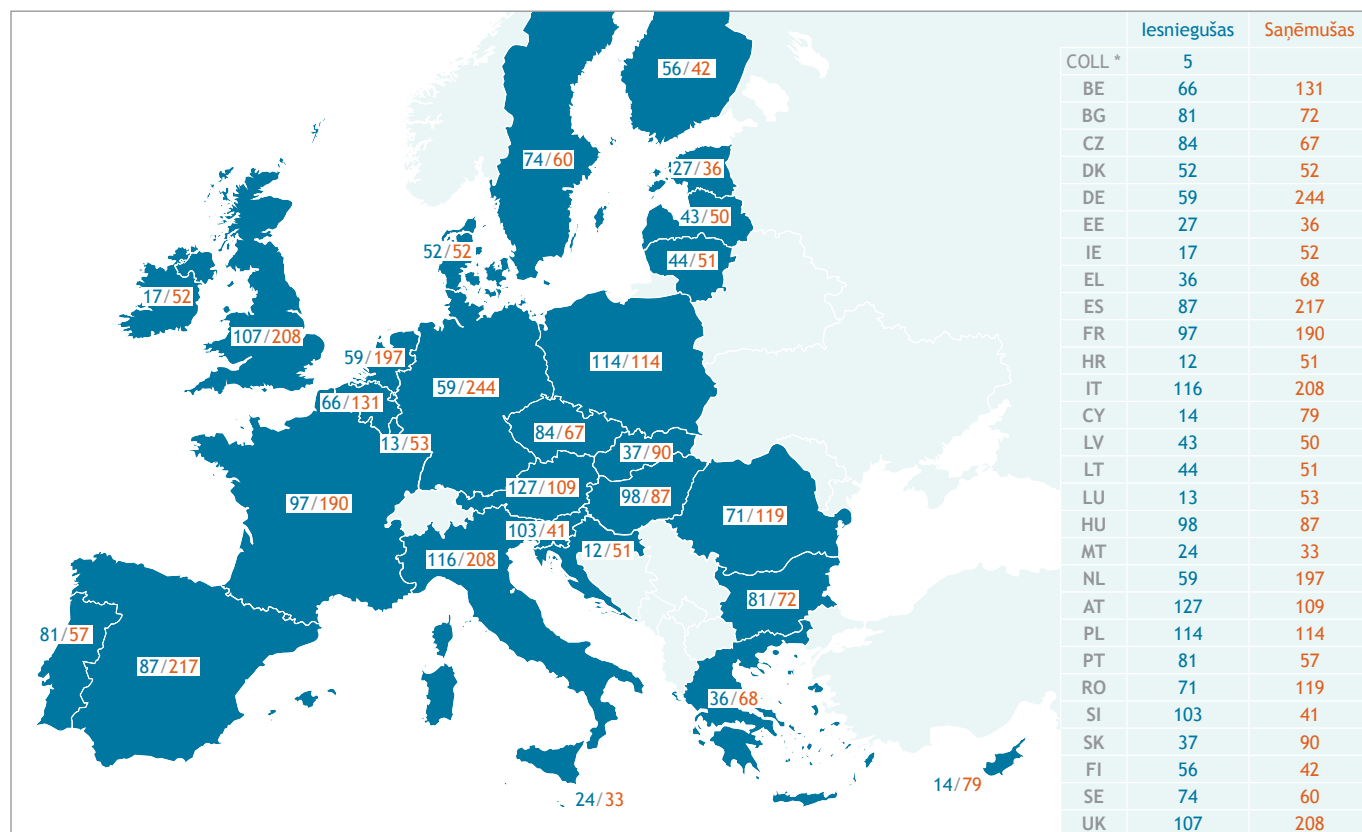 56/42
74/60
27/36
43/50
52/52
44/51
17/52
107/208
59/197
114/114
59/244
66/131
84/67
13/53
37/90
127/109
98/87
97/190
71/119
103/41
12/51
116/208
81/72
81/57
87/217
36/68
14/79
24/33
Iesniegušas Saņēmušas
COLL * 5
BE 66 131
BG 81 72
CZ 84 67
DK 52 52
DE 59 244
EE 27 36
IE 17 52
EL 36 68
ES 87 217
FR 97 190
HR 12 51
IT 116 208
CY 14 79
LV 43 50
LT 44 51
LU 13 53
HU 98 87
MT 24 33
NL 59 197
AT 127 109
PL 114 114
PT 81 57
RO 71 119
SI 103 41
SK 37 90
FI 56 42
SE 74 60
UK 107 208